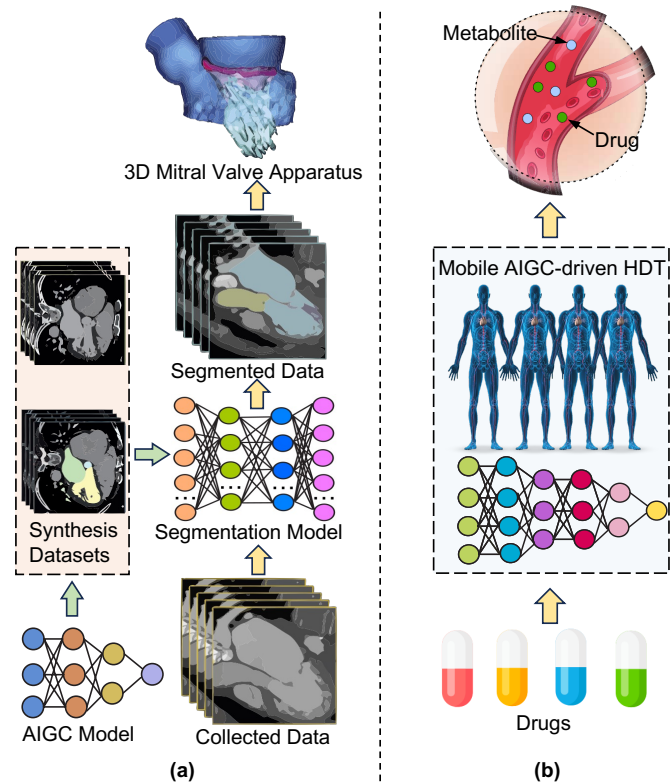 3D Mitral Valve Apparatus
Segmented Data
Synthesis
Datasets
Segmentation Model
AIGC Model
Collected Data
(a)
Metabolite
Drug
Mobile AIGC-driven HDT
Drugs
(b)